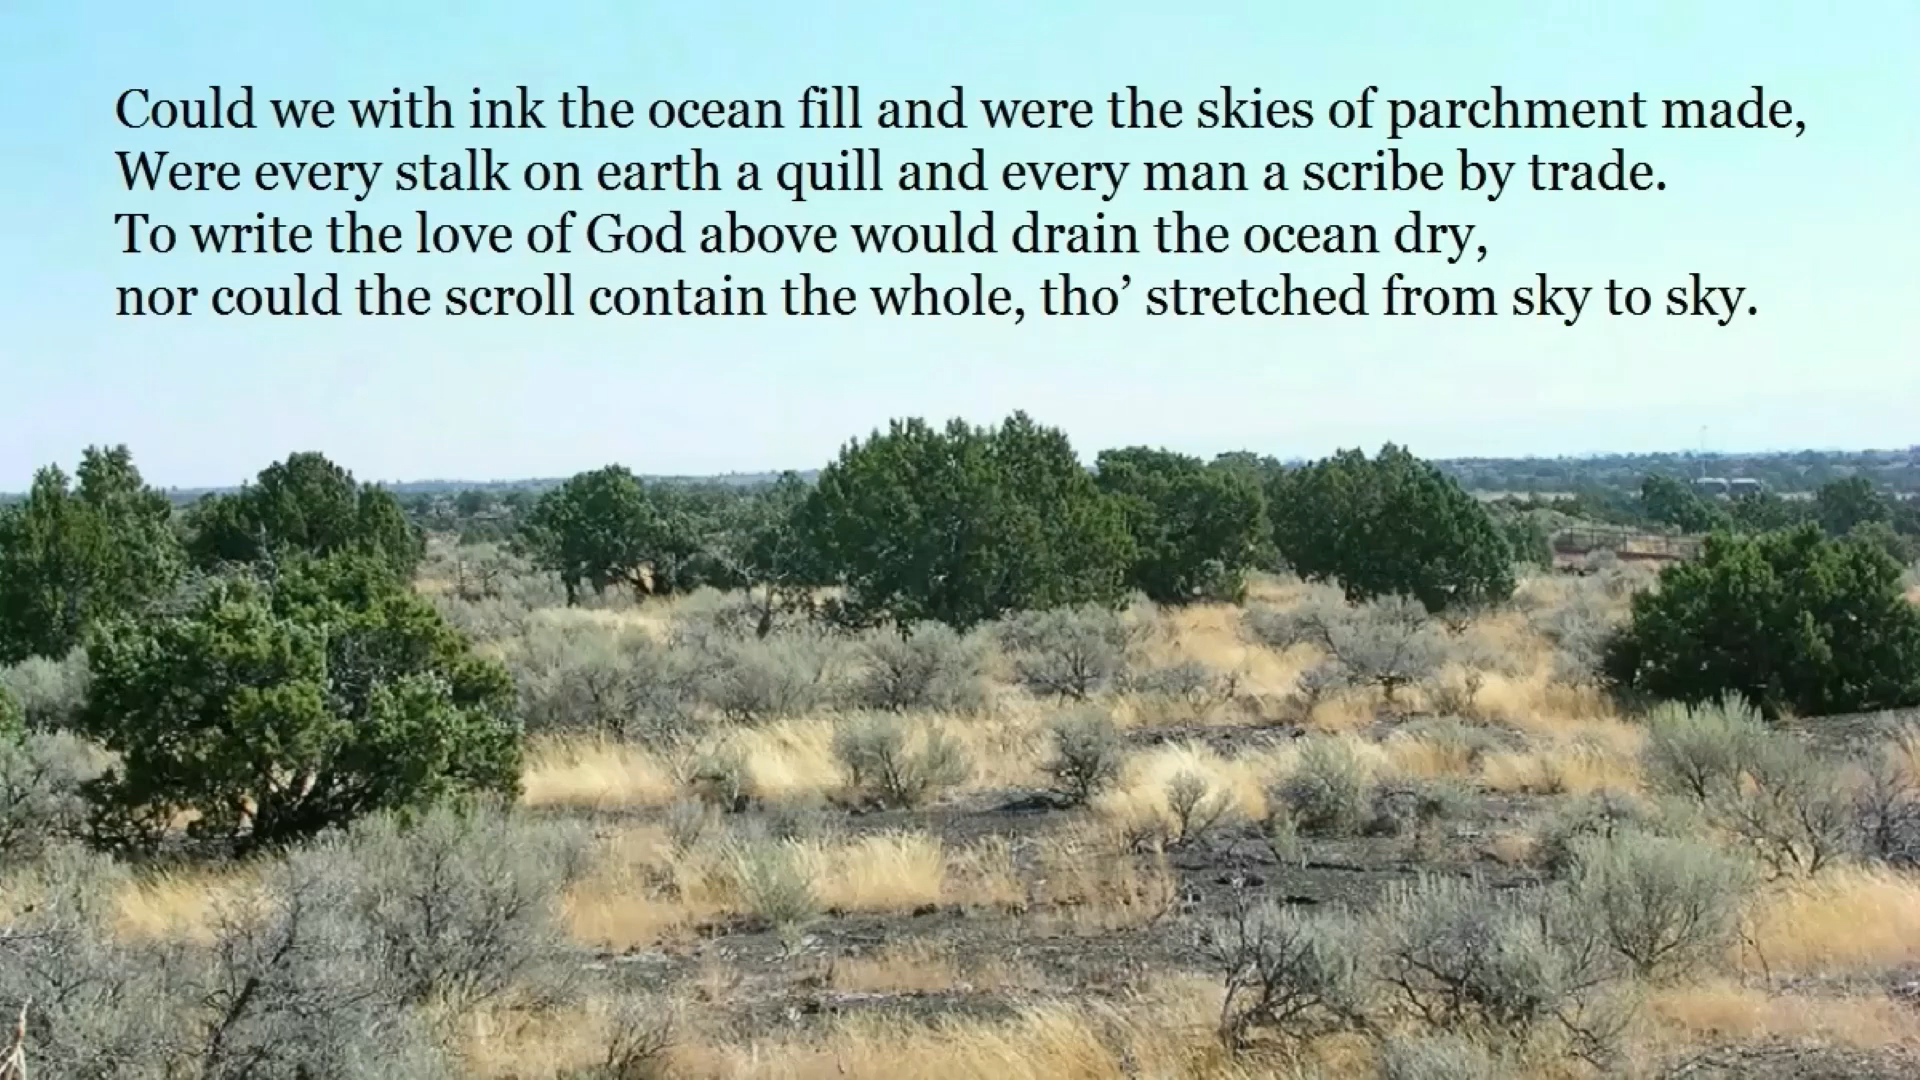 Could we with ink the ocean fill and were the skies of parchment made,
Were every stalk on earth a quill and every man a scribe by trade.
To write the love of God above would drain the ocean dry,
nor could the scroll contain the whole, tho’ stretched from sky to sky.